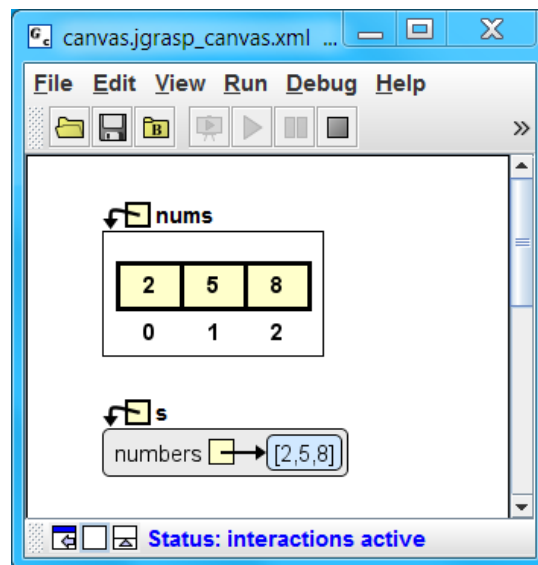 canvas.jgrasp_canvas.xml ...
File Edit View Run Debug Help
B
»
nums
2 5 8
0 1 2
s
numbers [2,5,8]
Status: interactions active